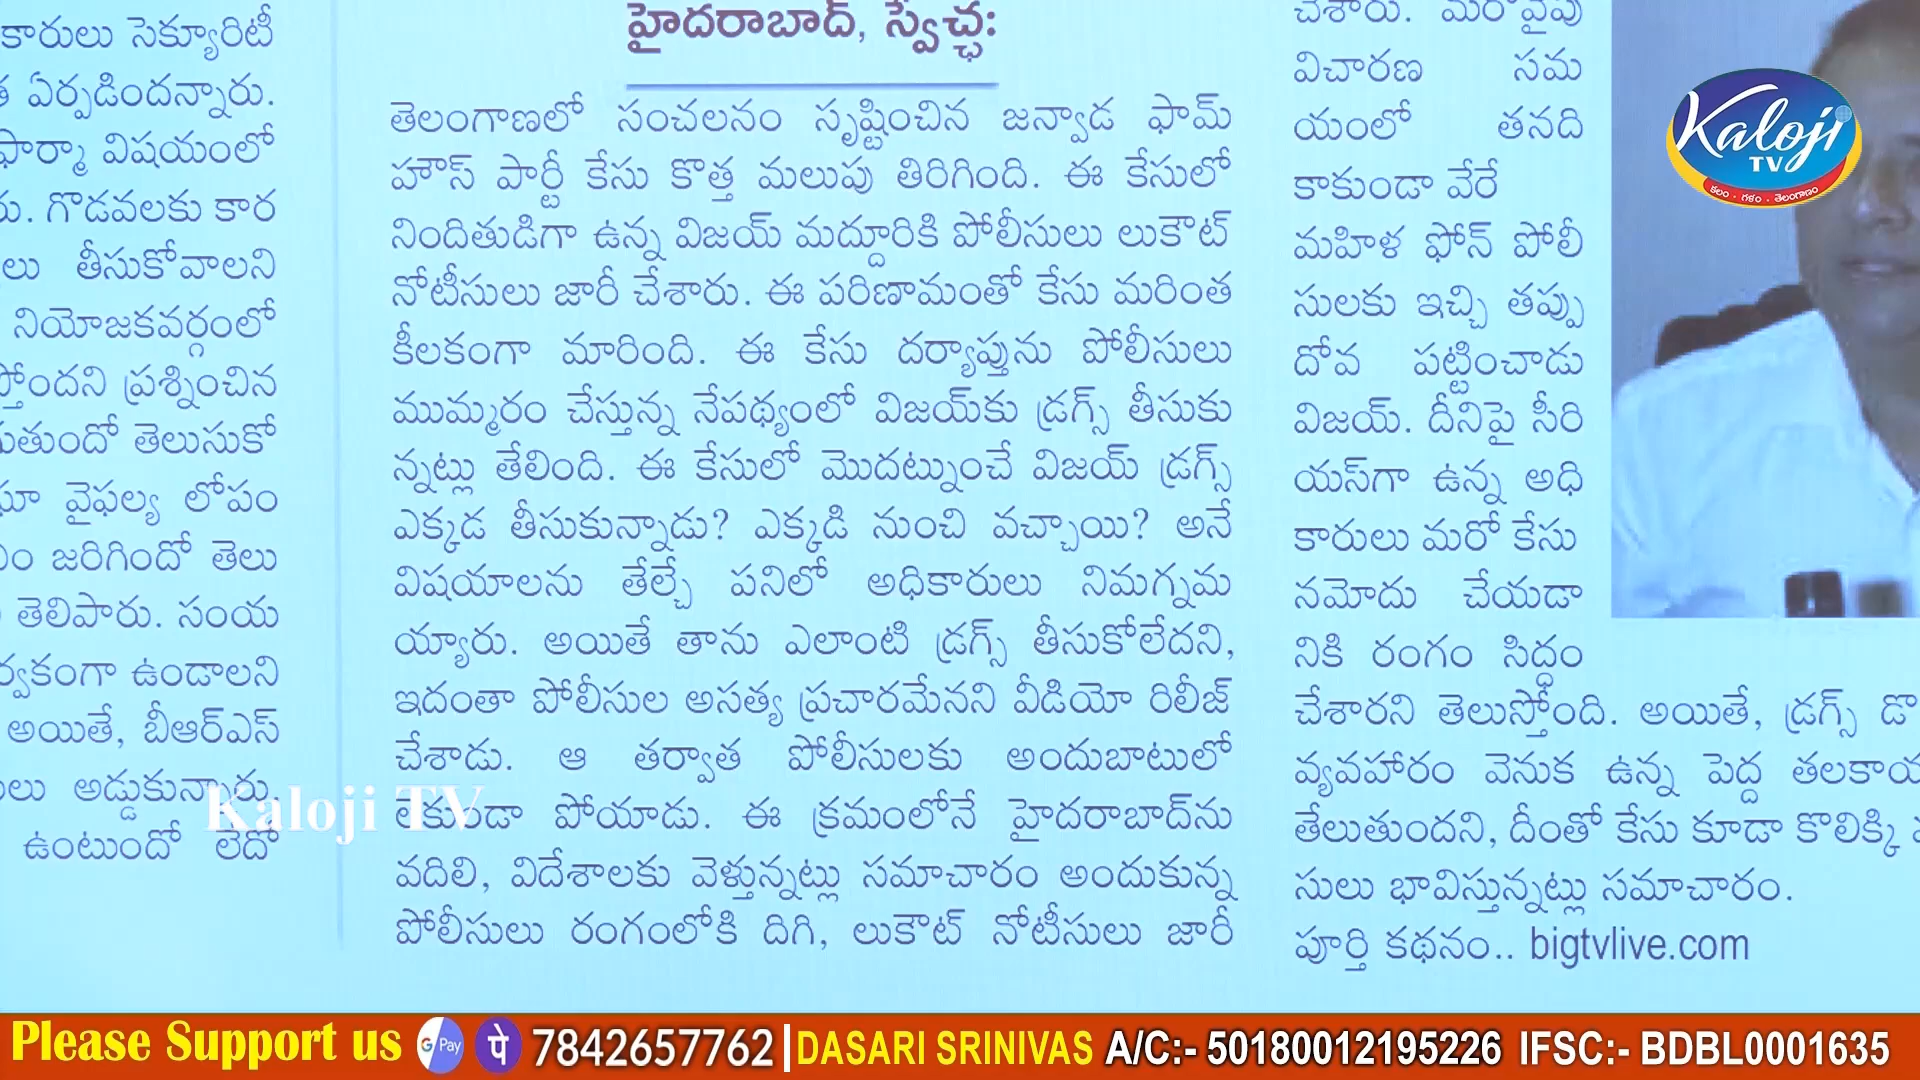 కారులు సెక్యూరిటీ
ఏర్పడిందన్నారు.
ఫార్మా విషయంలో
గొడవలకు కార
లు తీసుకోవాలని
నియోజకవర్గంలో
ప్రశ్నించిన
తెలుసుకో
వైఫల్య లోపం
జరిగిందో తెలు
తెలిపారు. సంయ
ఉండాలని
అయితే, బీఆర్ఎస్
అడ్డుకున్నారు.
ఉంటుందో లేదో
హైదరాబాద్, స్వేచ్ఛ:
తెలంగాణలో సంచలనం సృష్టించిన జన్వాడ ఫామ్
హౌస్ పార్టీ కేసు కొత్త మలుపు తిరిగింది. ఈ కేసులో
నిందితుడిగా ఉన్న విజయ్ మద్దూరికి పోలీసులు లుకౌట్
నోటీసులు జారీ చేశారు. ఈ పరిణామంతో కేసు మరింత
కీలకంగా మారింది. ఈ కేసు దర్యాప్తును పోలీసులు
ముమ్మరం చేస్తున్న నేపథ్యంలో విజయ్‌కు డ్రగ్స్ తీసుకు
న్నట్లు తేలింది. ఈ కేసులో మొదట్నుంచే విజయ్ డ్రగ్స్
ఎక్కడ తీసుకున్నాడు? ఎక్కడి నుంచి వచ్చాయి? అనే
విషయాలను తేల్చే పనిలో అధికారులు నిమగ్నమ
య్యారు. అయితే తాను ఎలాంటి డ్రగ్స్ తీసుకోలేదని,
ఇదంతా పోలీసుల అసత్య ప్రచారమేనని వీడియో రిలీజ్
చేశాడు. ఆ తర్వాత పోలీసులకు అందుబాటులో
లేకుండా పోయాడు. ఈ క్రమంలోనే హైదరాబాద్‌ను
వదిలి, విదేశాలకు వెళ్తున్నట్లు సమాచారం అందుకున్న
పోలీసులు రంగంలోకి దిగి, లుకౌట్ నోటీసులు జారీ
చేశారు. మరోవైపు
విచారణ సమ
యంలో తనది
కాకుండా వేరే
మహిళ ఫోన్ పోలీ
సులకు ఇచ్చి తప్పు
దోవ పట్టించాడు
విజయ్. దీనిపై సీరి
యస్‌గా ఉన్న అధి
కారులు మరో కేసు
నమోదు చేయడా
నికి రంగం సిద్ధం
చేశారని తెలుస్తోంది. అయితే, డ్రగ్స్
వ్యవహారం వెనుక ఉన్న పెద్ద తలకాయ
తేలుతుందని, దీంతో కేసు కూడా కొలిక్కి
సులు భావిస్తున్నట్లు సమాచారం.
పూర్తి కథనం.. bigtvlive.com
Kaloji
TV
కలం · గళం · తెలంగాణం
Kaloji TV
Please Support us G Pay पे 7842657762 | DASARI SRINIVAS A/C:- 50180012195226 IFSC:- BDBL0001635